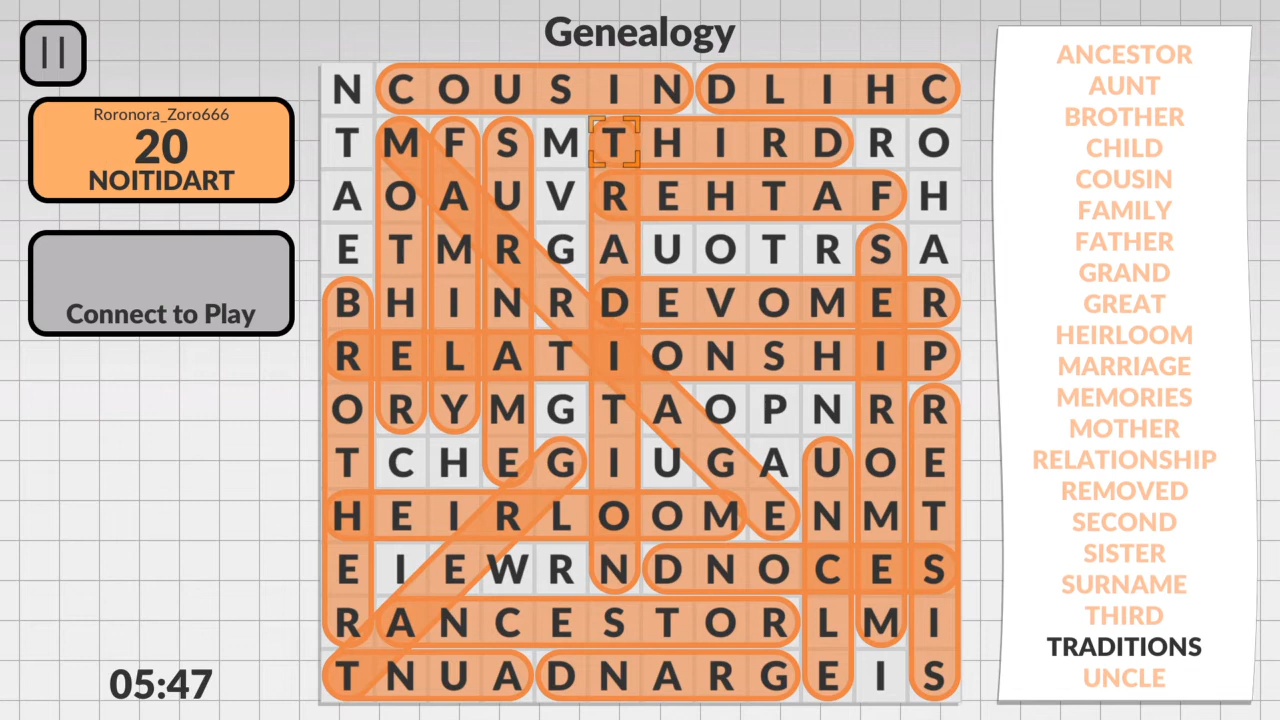 Genealogy
Roronora_Zoro666
20
NOITIDART
Connect to Play
05:47
N C O U S I N D L I H C
T M F S M T H I R D R O
A O A U V R E H T A F H
E T M R G A U O T R S A
B H I N R D E V O M E R
R E L A T I O N S H I P
O R Y M G T A O P N R R
T C H E G I U G A U O E
H E I R L O O M E N M T
E I E W R N D N O C E S
R A N C E S T O R L M I
T N U A D N A R G E I S
ANCESTOR
AUNT
BROTHER
CHILD
COUSIN
FAMILY
FATHER
GRAND
GREAT
HEIRLOOM
MARRIAGE
MEMORIES
MOTHER
RELATIONSHIP
REMOVED
SECOND
SISTER
SURNAME
THIRD
TRADITIONS
UNCLE